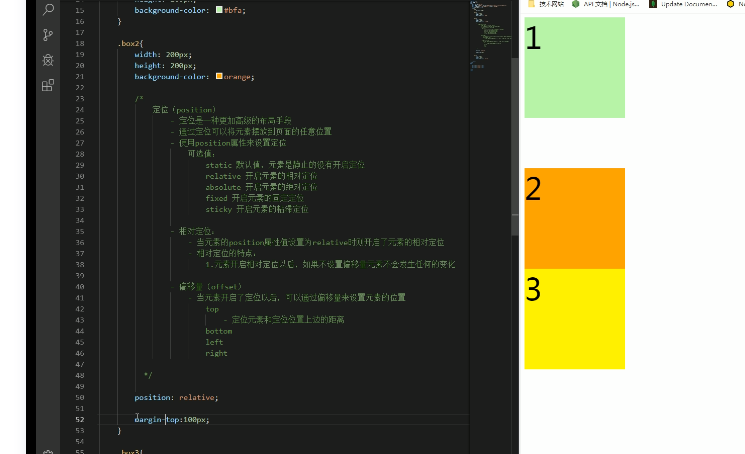 技术网站 API 文档 | Node.js... Update Documen...
15 background-color: #bfa;
16 }
17
18 .box2{
19 width: 200px;
20 height: 200px;
21 background-color: orange;
22
23 /*
24 定位（position）
25 - 定位是一种更加高级的布局手段
26 - 通过定位可以将元素摆放到页面的任意位置
27 - 使用position属性来设置定位
28 可选值：
29 static 默认值，元素是静止的没有开启定位
30 relative 开启元素的相对定位
31 absolute 开启元素的绝对定位
32 fixed 开启元素的固定定位
33 sticky 开启元素的粘滞定位
34
35 - 相对定位：
36 - 当元素的position属性值设置为relative时则开启了元素的相对定位
37 - 相对定位的特点：
38 1.元素开启相对定位以后，如果不设置偏移量元素不会发生任何的变化
39
40 - 偏移量（offset）
41 - 当元素开启了定位以后，可以通过偏移量来设置元素的位置
42 top
43 - 定位元素和定位位置上边的距离
44 bottom
45 left
46 right
47
48 */
49
50 position: relative;
51
52 margin-top:100px;
53 }
54
55 .box3{
1
2
3